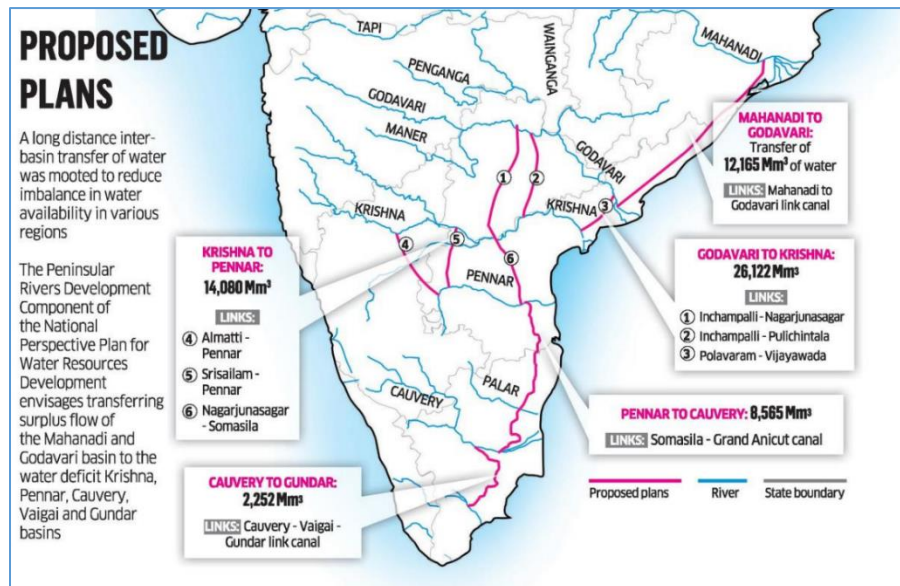 PROPOSED
PLANS
A long distance inter-
basin transfer of water
was mooted to reduce
imbalance in water
availability in various
regions
The Peninsular
Rivers Development
Component of
the National
Perspective Plan for
Water Resources
Development
envisages transferring
surplus flow of
the Mahanadi and
Godavari basin to the
water deficit Krishna,
Pennar, Cauvery,
Vaigai and Gundar
basins
TAPI
WAINGANGA
MAHANADI
PENGANGA
GODAVARI
MANER
GODAVARI
KRISHNA
KRISHNA
PENNAR
PALAR
CAUVERY
1
2
3
4
5
6
MAHANADI TO
GODAVARI:
Transfer of
12,165 Mm³ of water
LINKS: Mahanadi to
Godavari link canal
KRISHNA TO
PENNAR:
14,080 Mm³
LINKS:
4 Almatti -
Pennar
5 Srisailam -
Pennar
6 Nagarjunasagar
- Somasila
GODAVARI TO KRISHNA:
26,122 Mm³
LINKS:
1 Inchampalli - Nagarjunasagar
2 Inchampalli - Pulichintala
3 Polavaram - Vijayawada
PENNAR TO CAUVERY: 8,565 Mm³
LINKS: Somasila - Grand Anicut canal
CAUVERY TO GUNDAR:
2,252 Mm³
LINKS: Cauvery - Vaigai -
Gundar link canal
Proposed plans River State boundary